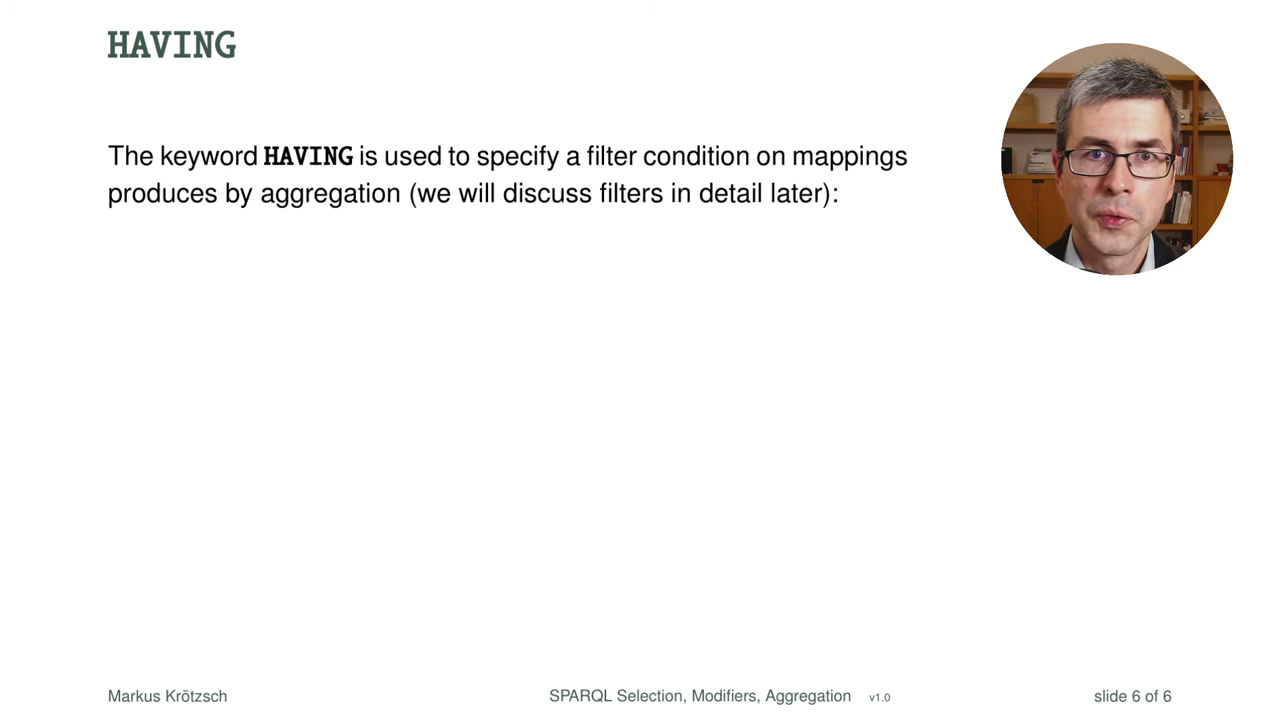 HAVING
The keyword HAVING is used to specify a filter condition on mappings
produces by aggregation (we will discuss filters in detail later):
Markus Krötzsch
SPARQL Selection, Modifiers, Aggregation v1.0
slide 6 of 6